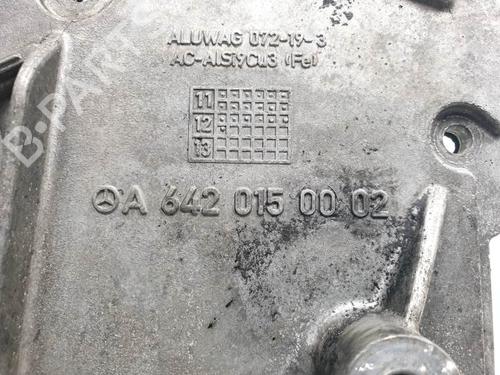 ALUWAG 072-19-3
AC-AlSi9Cu3 (Fe)
11
12
13
A 642 015 00 02
B-PARTS